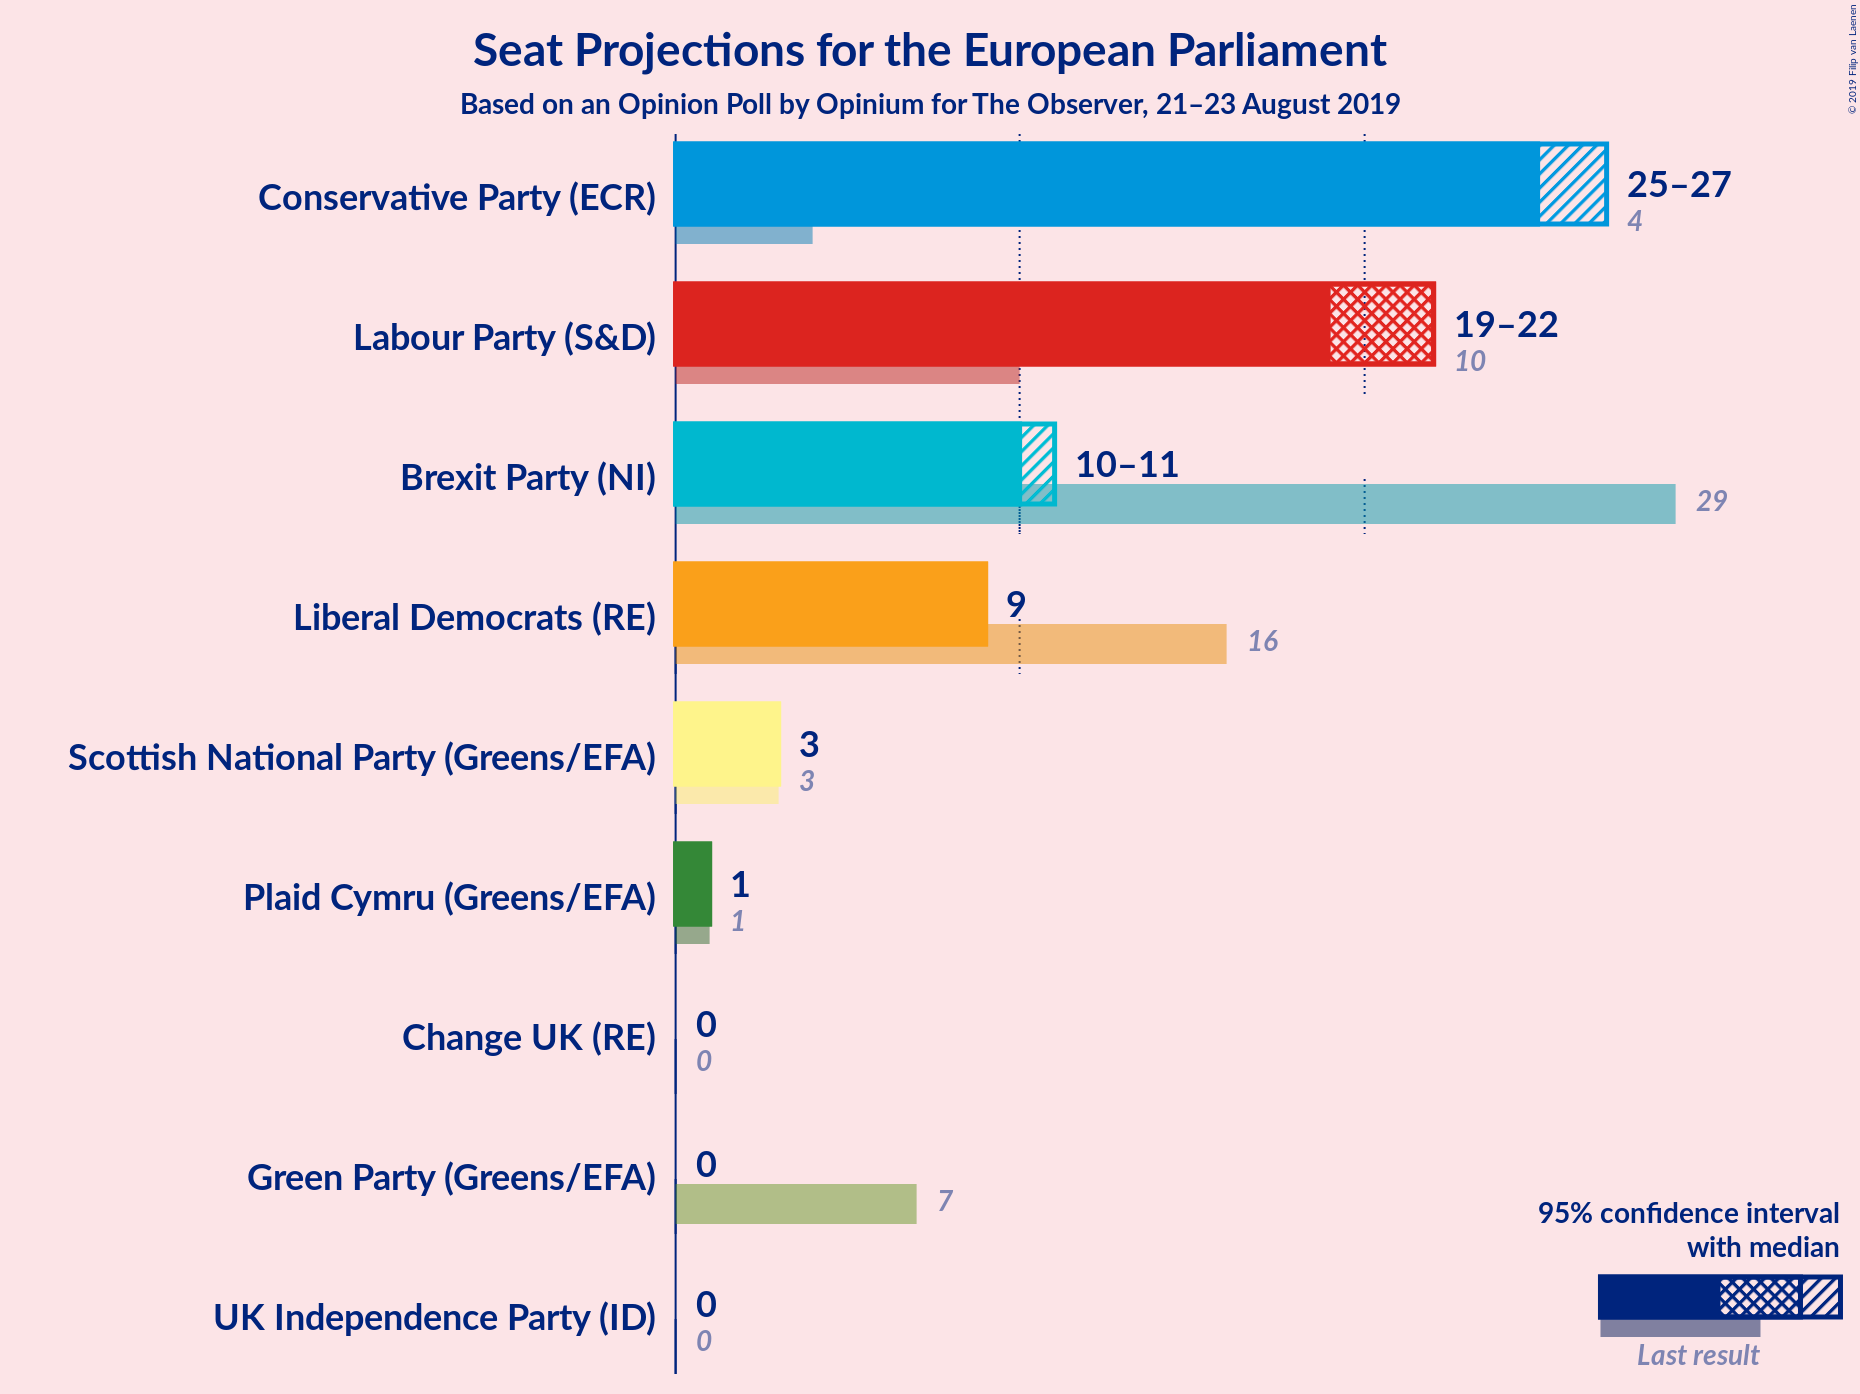 Seat Projections for the European Parliament
Based on an Opinion Poll by Opinium for The Observer, 21–23 August 2019
© 2019 Filip van Laenen
Conservative Party (ECR)
25–27
4
Labour Party (S&D)
19–22
10
Brexit Party (NI)
10–11
29
Liberal Democrats (RE)
9
16
Scottish National Party (Greens/EFA)
3
3
Plaid Cymru (Greens/EFA)
1
1
Change UK (RE)
0
0
Green Party (Greens/EFA)
0
7
UK Independence Party (ID)
0
0
95% confidence interval
with median
Last result